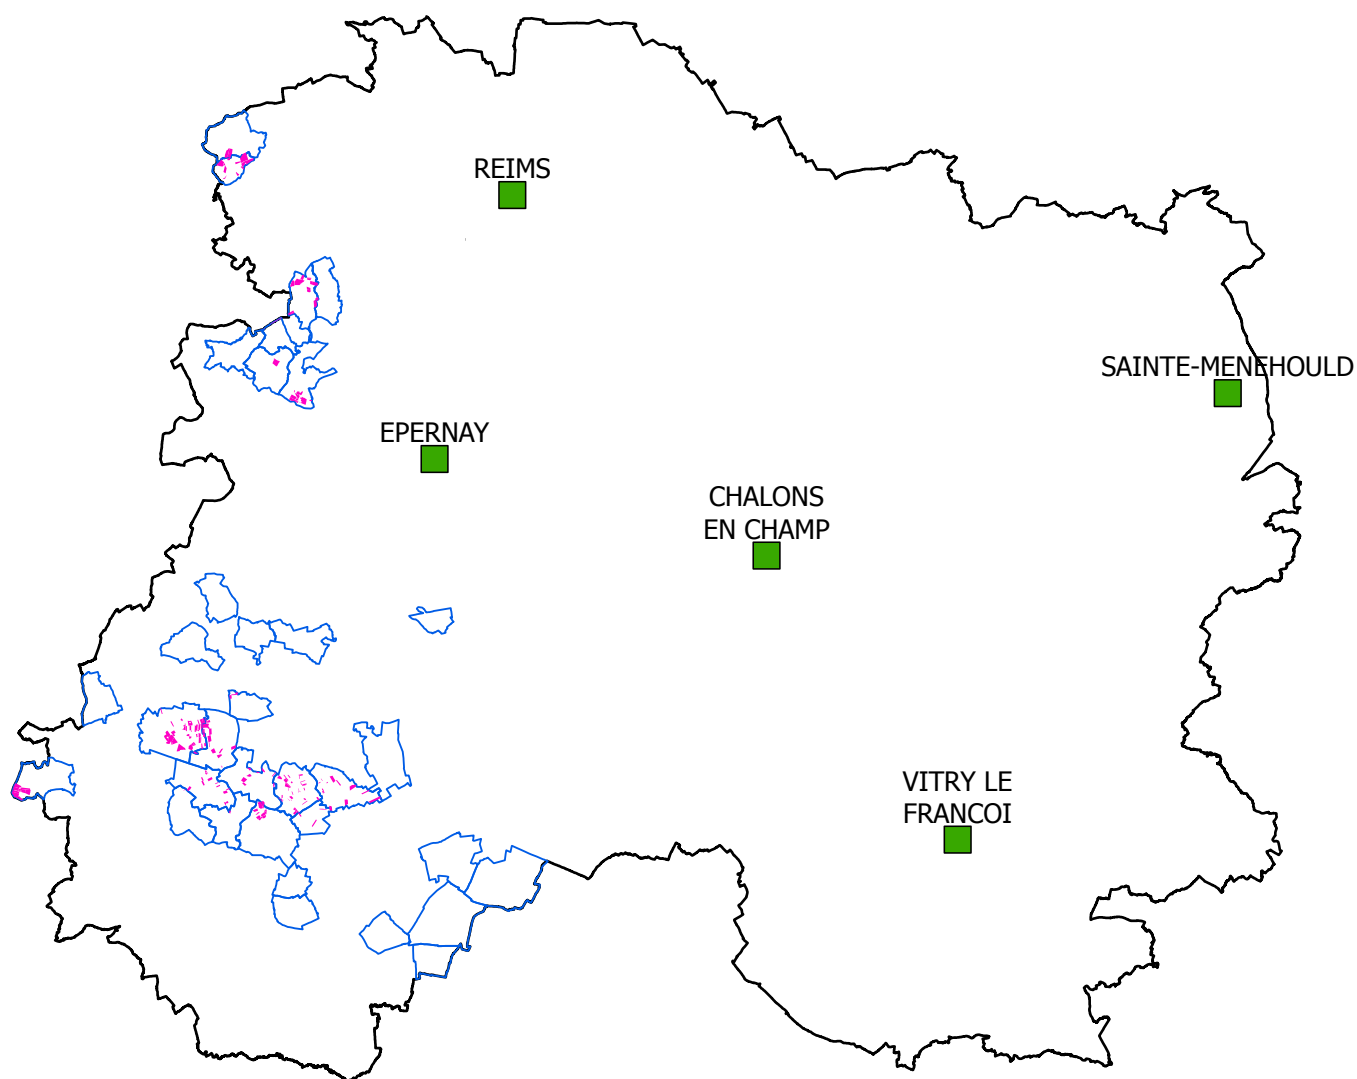 REIMS
SAINTE-MENEHOULD
EPERNAY
CHALONS
EN CHAMP
VITRY LE
FRANCOI